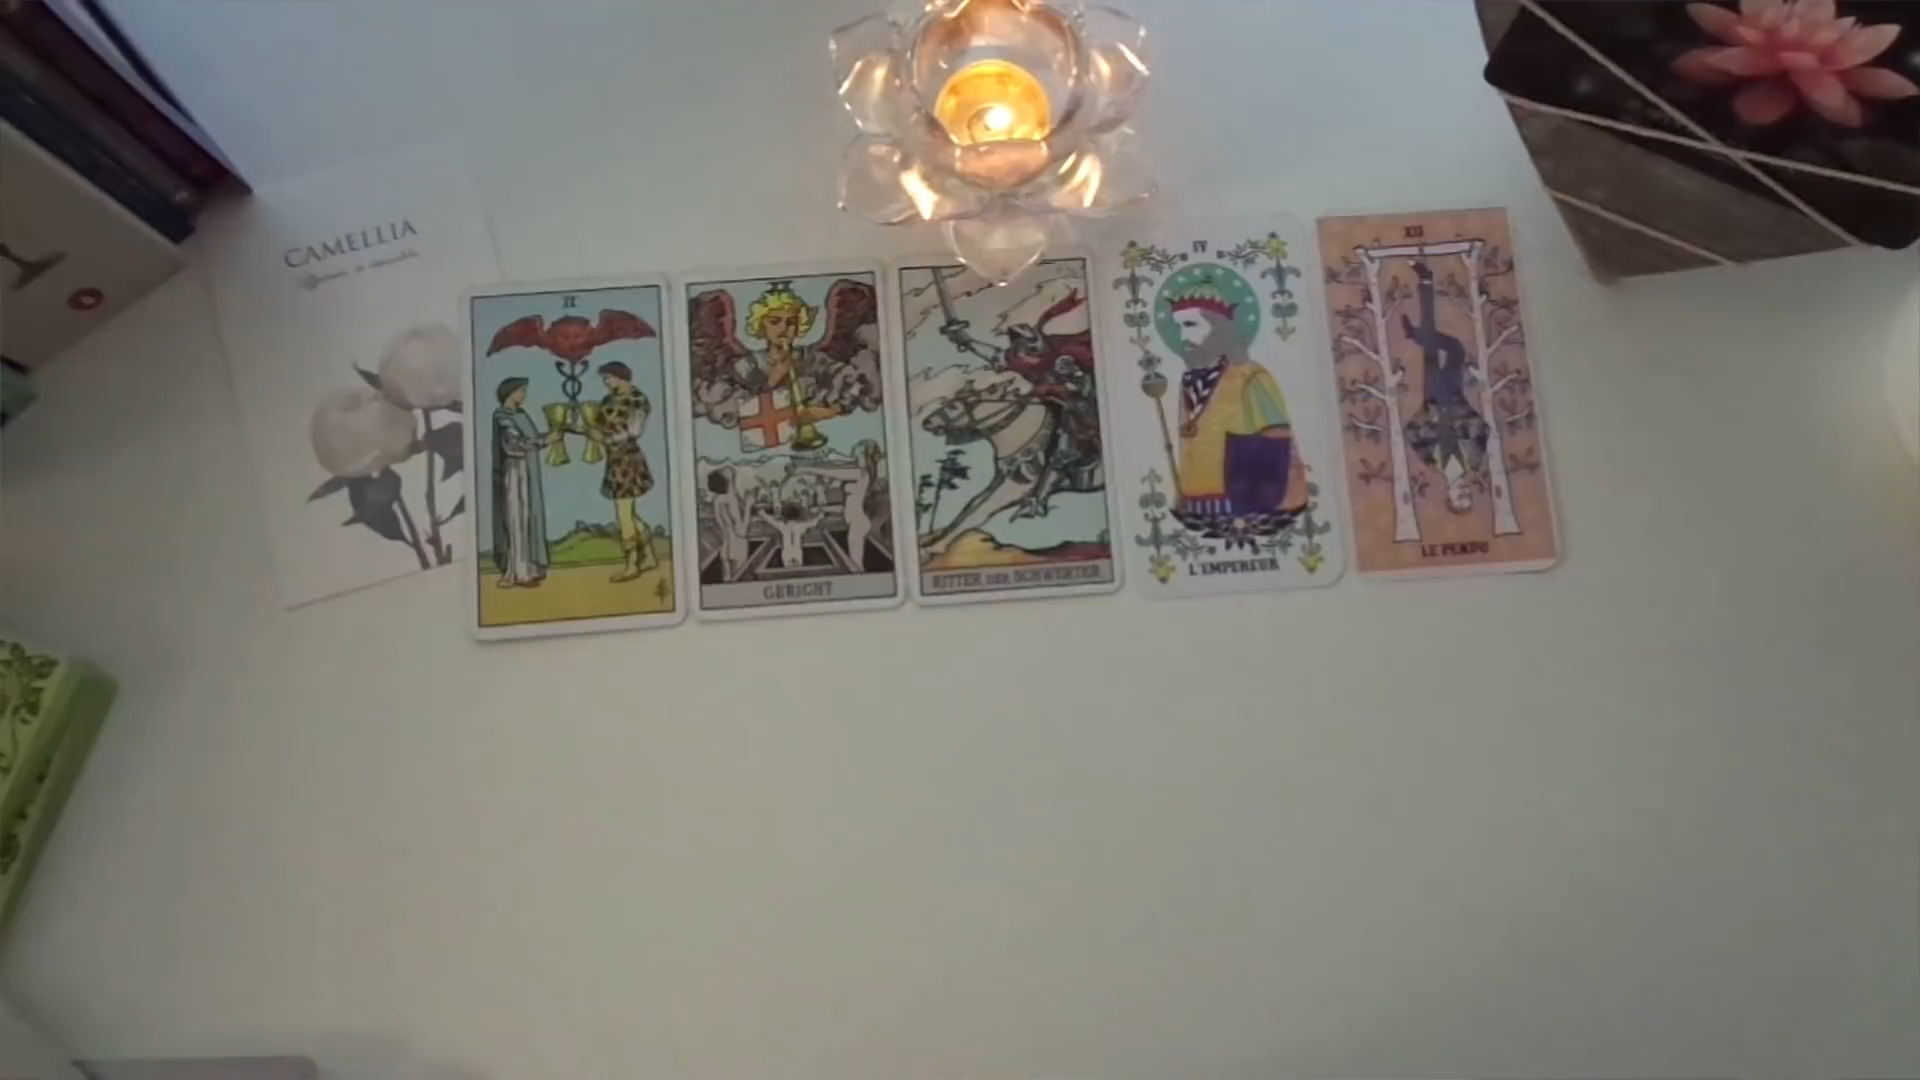 CAMELLIA
II
GERICHT
RITTER DER SCHWERTER
IV
L'EMPEREUR
XII
LE PENDU